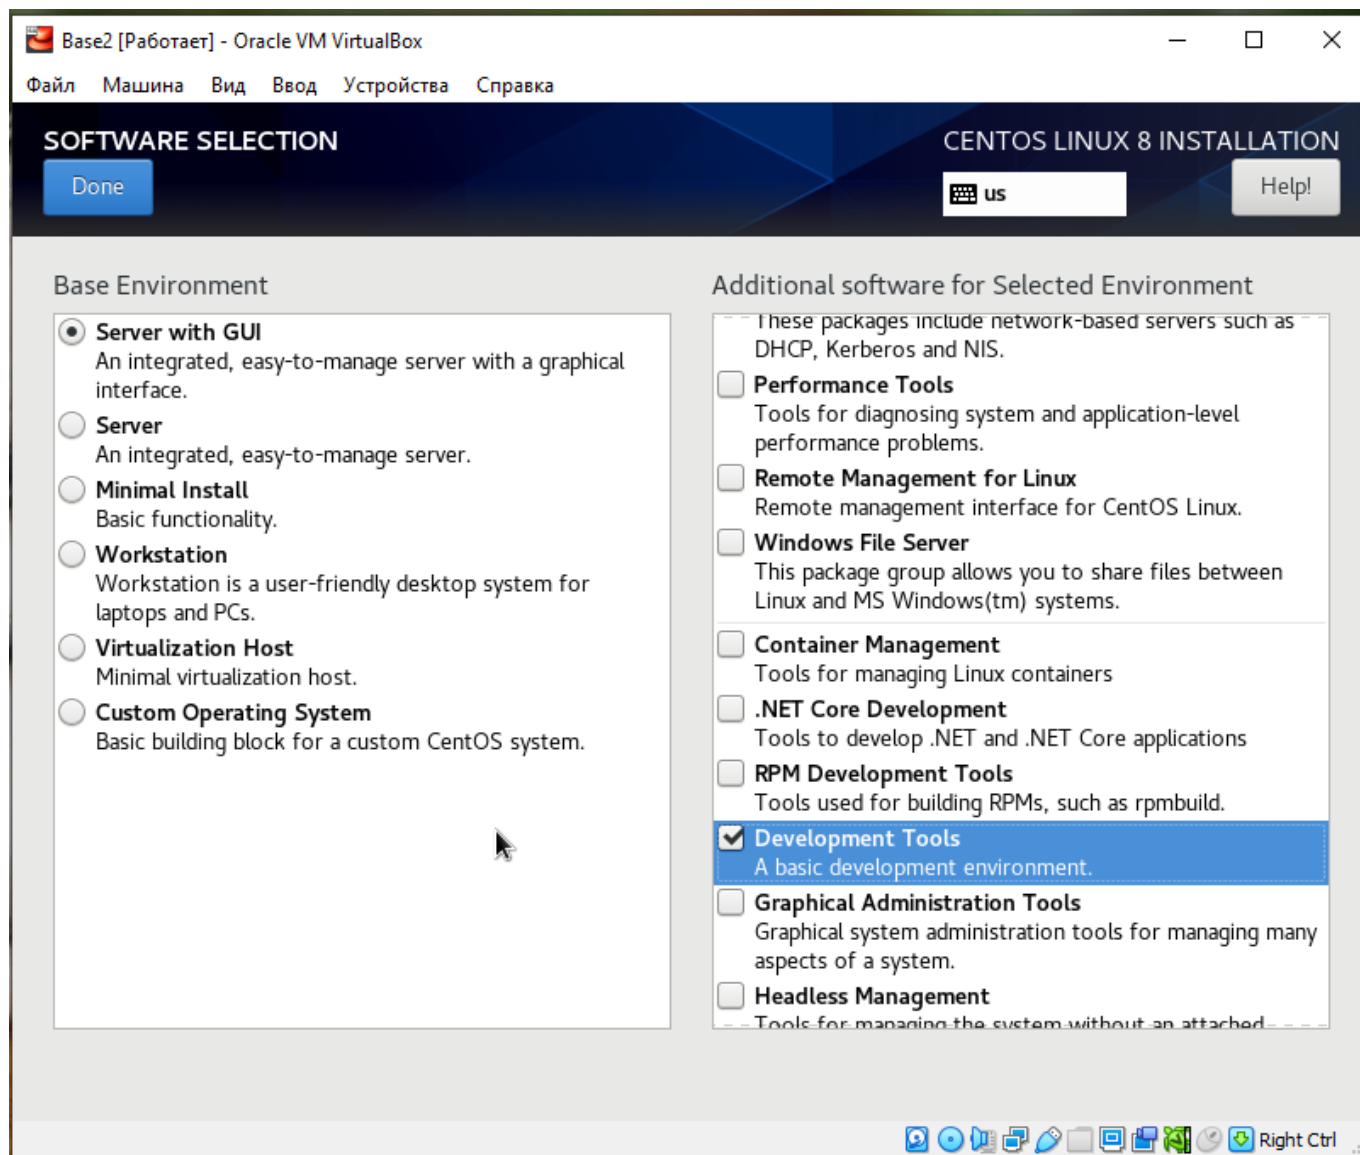 Base2 [Работает] - Oracle VM VirtualBox
Файл Машина Вид Ввод Устройства Справка
SOFTWARE SELECTION
CENTOS LINUX 8 INSTALLATION
Done
us
Help!
Base Environment
Server with GUI
An integrated, easy-to-manage server with a graphical
interface.
Server
An integrated, easy-to-manage server.
Minimal Install
Basic functionality.
Workstation
Workstation is a user-friendly desktop system for
laptops and PCs.
Virtualization Host
Minimal virtualization host.
Custom Operating System
Basic building block for a custom CentOS system.
Additional software for Selected Environment
These packages include network-based servers such as
DHCP, Kerberos and NIS.
Performance Tools
Tools for diagnosing system and application-level
performance problems.
Remote Management for Linux
Remote management interface for CentOS Linux.
Windows File Server
This package group allows you to share files between
Linux and MS Windows(tm) systems.
Container Management
Tools for managing Linux containers
.NET Core Development
Tools to develop .NET and .NET Core applications
RPM Development Tools
Tools used for building RPMs, such as rpmbuild.
Development Tools
A basic development environment.
Graphical Administration Tools
Graphical system administration tools for managing many
aspects of a system.
Headless Management
Tools for managing the system without an attached
Right Ctrl